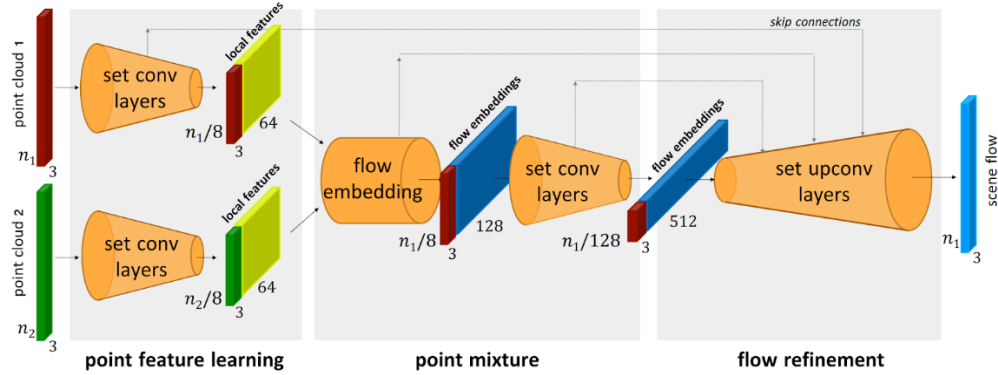 skip connections
point cloud 1
n₁
3
set conv
layers
n₁/8
3
local features
64
point cloud 2
n₂
3
set conv
layers
n₂/8
3
local features
64
flow
embedding
n₁/8
3
flow embeddings
128
set conv
layers
n₁/128
3
flow embeddings
512
set upconv
layers
n₁
3
scene flow
point feature learning
point mixture
flow refinement